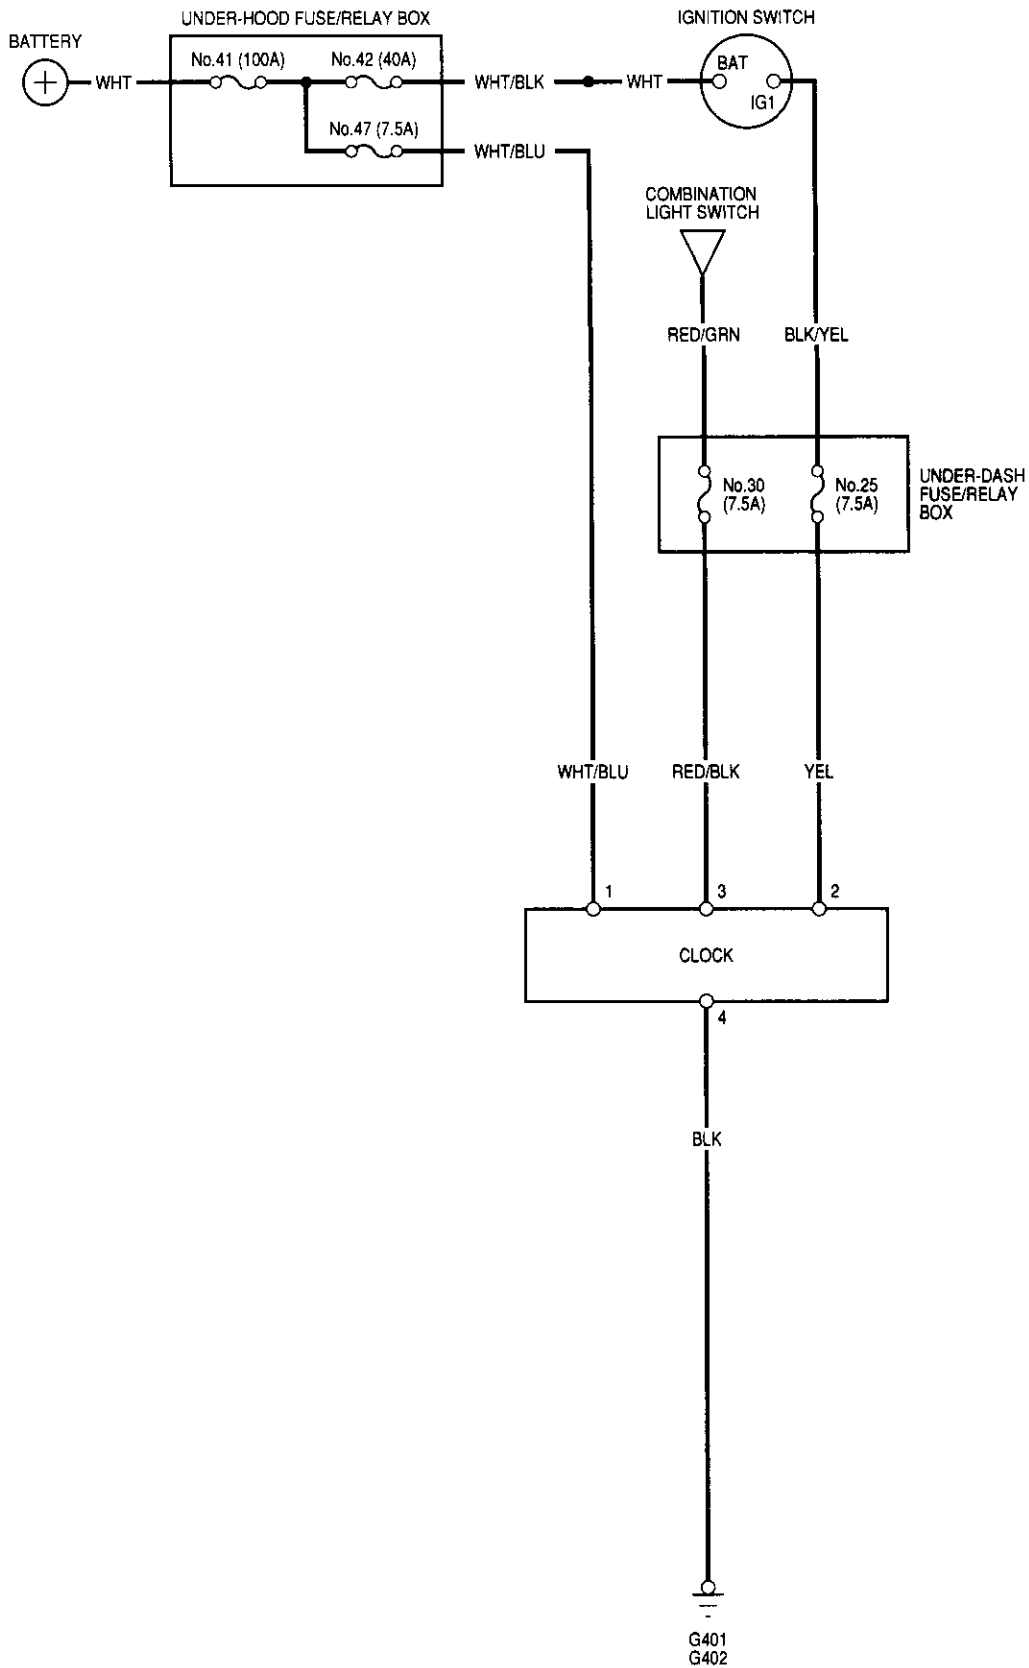 UNDER-HOOD FUSE/RELAY BOX
IGNITION SWITCH
BATTERY
No.41 (100A)
No.42 (40A)
+
WHT
WHT/BLK
WHT
BAT
IG1
No.47 (7.5A)
WHT/BLU
COMBINATION
LIGHT SWITCH
RED/GRN
BLK/YEL
No.30
(7.5A)
No.25
(7.5A)
UNDER-DASH
FUSE/RELAY
BOX
WHT/BLU
RED/BLK
YEL
1
3
2
CLOCK
4
BLK
G401
G402